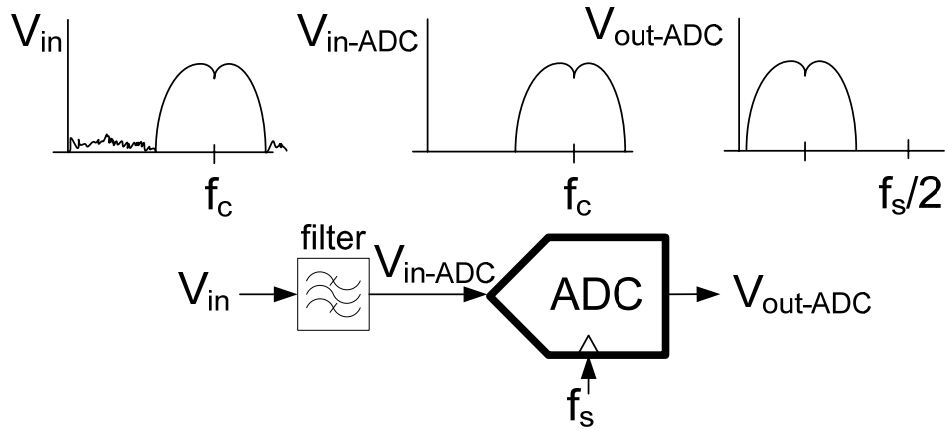 Vin
Vin-ADC
Vout-ADC
fc
fc
fs/2
filter
Vin
Vin-ADC
ADC
Vout-ADC
fs